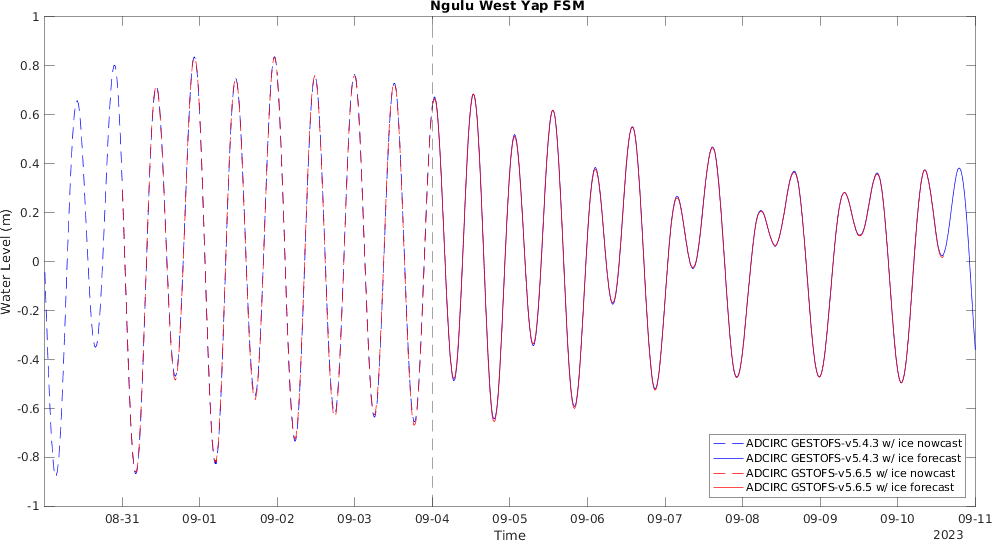 Ngulu West Yap FSM
1
0.8
0.6
0.4
0.2
0
-0.2
-0.4
-0.6
-0.8
-1
Water Level (m)
ADCIRC GESTOFS-v5.4.3 w/ ice nowcast
ADCIRC GESTOFS-v5.4.3 w/ ice forecast
ADCIRC GSTOFS-v5.6.5 w/ ice nowcast
ADCIRC GSTOFS-v5.6.5 w/ ice forecast
08-31 09-01 09-02 09-03 09-04 09-05 09-06 09-07 09-08 09-09 09-10 09-11
Time
2023